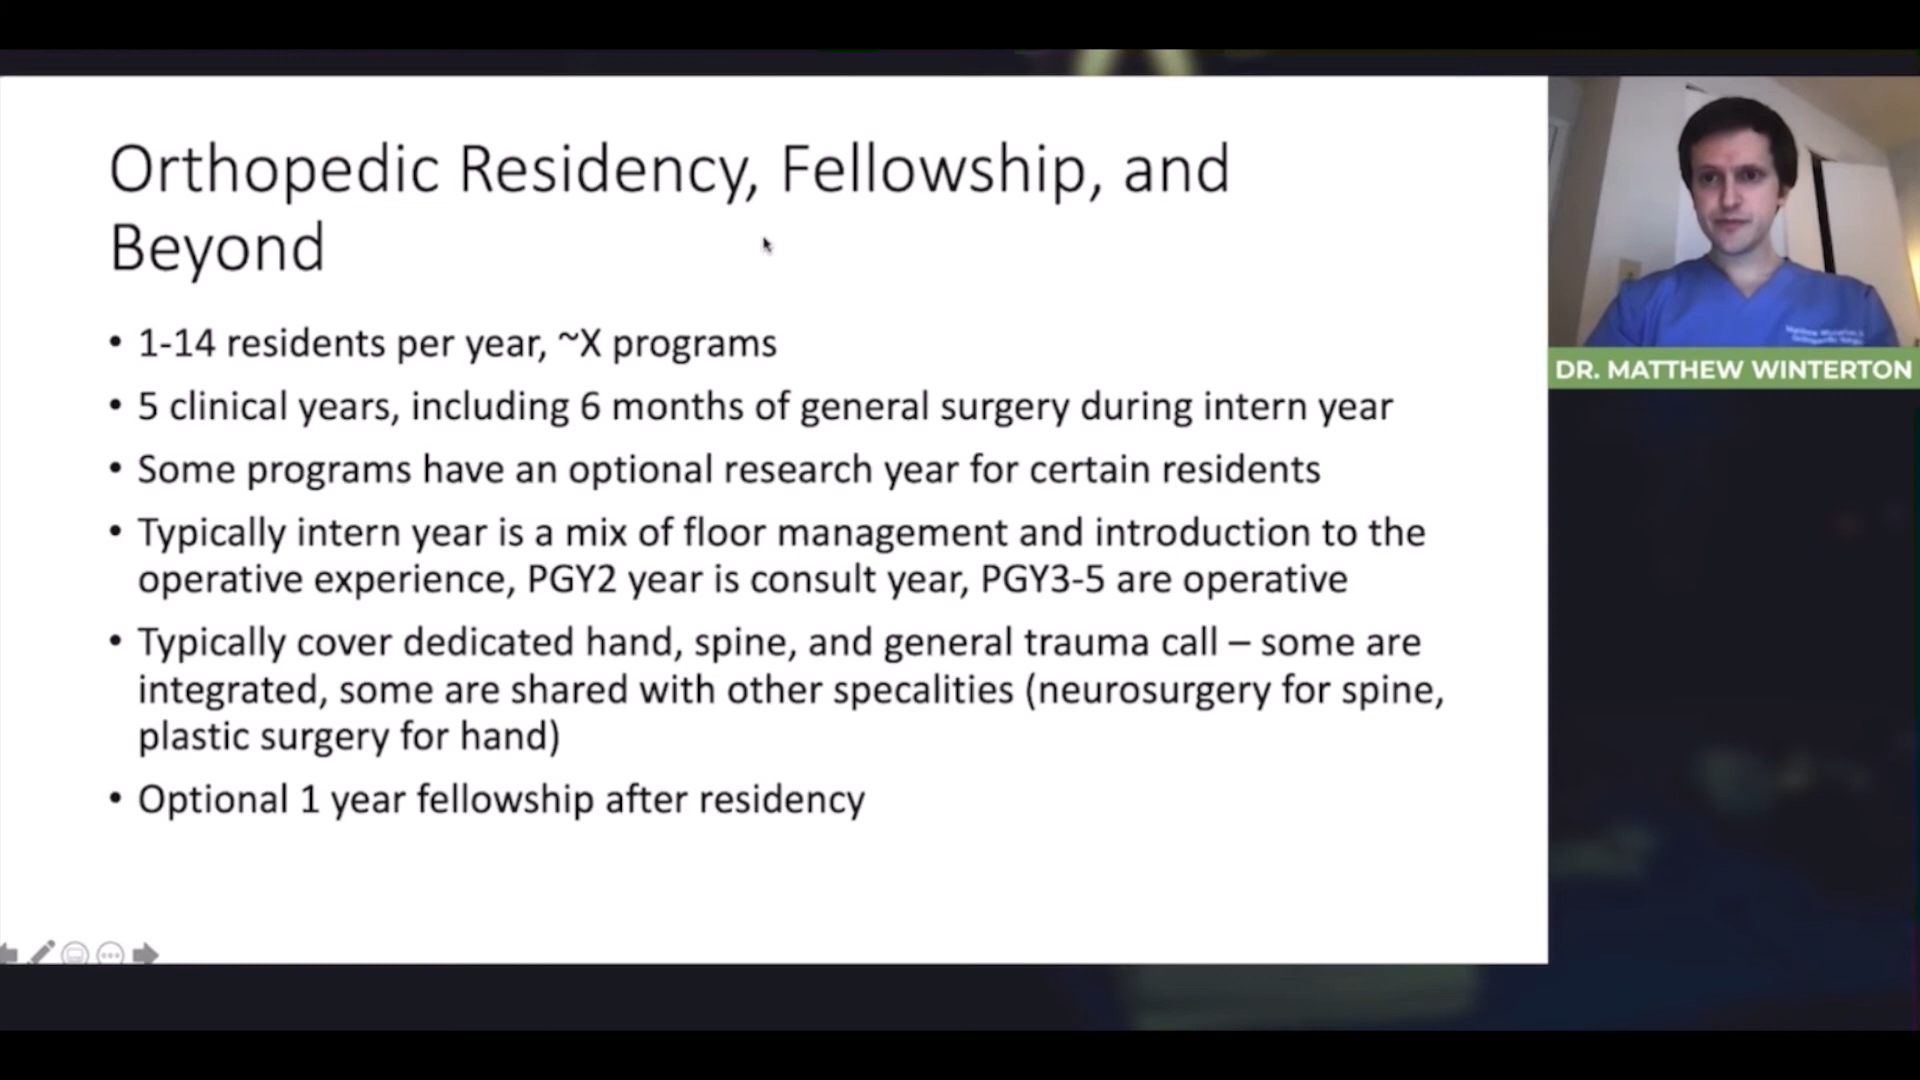 Orthopedic Residency, Fellowship, and
Beyond
• 1-14 residents per year, ~X programs
• 5 clinical years, including 6 months of general surgery during intern year
• Some programs have an optional research year for certain residents
• Typically intern year is a mix of floor management and introduction to the
operative experience, PGY2 year is consult year, PGY3-5 are operative
• Typically cover dedicated hand, spine, and general trauma call – some are
integrated, some are shared with other specalities (neurosurgery for spine,
plastic surgery for hand)
• Optional 1 year fellowship after residency
DR. MATTHEW WINTERTON